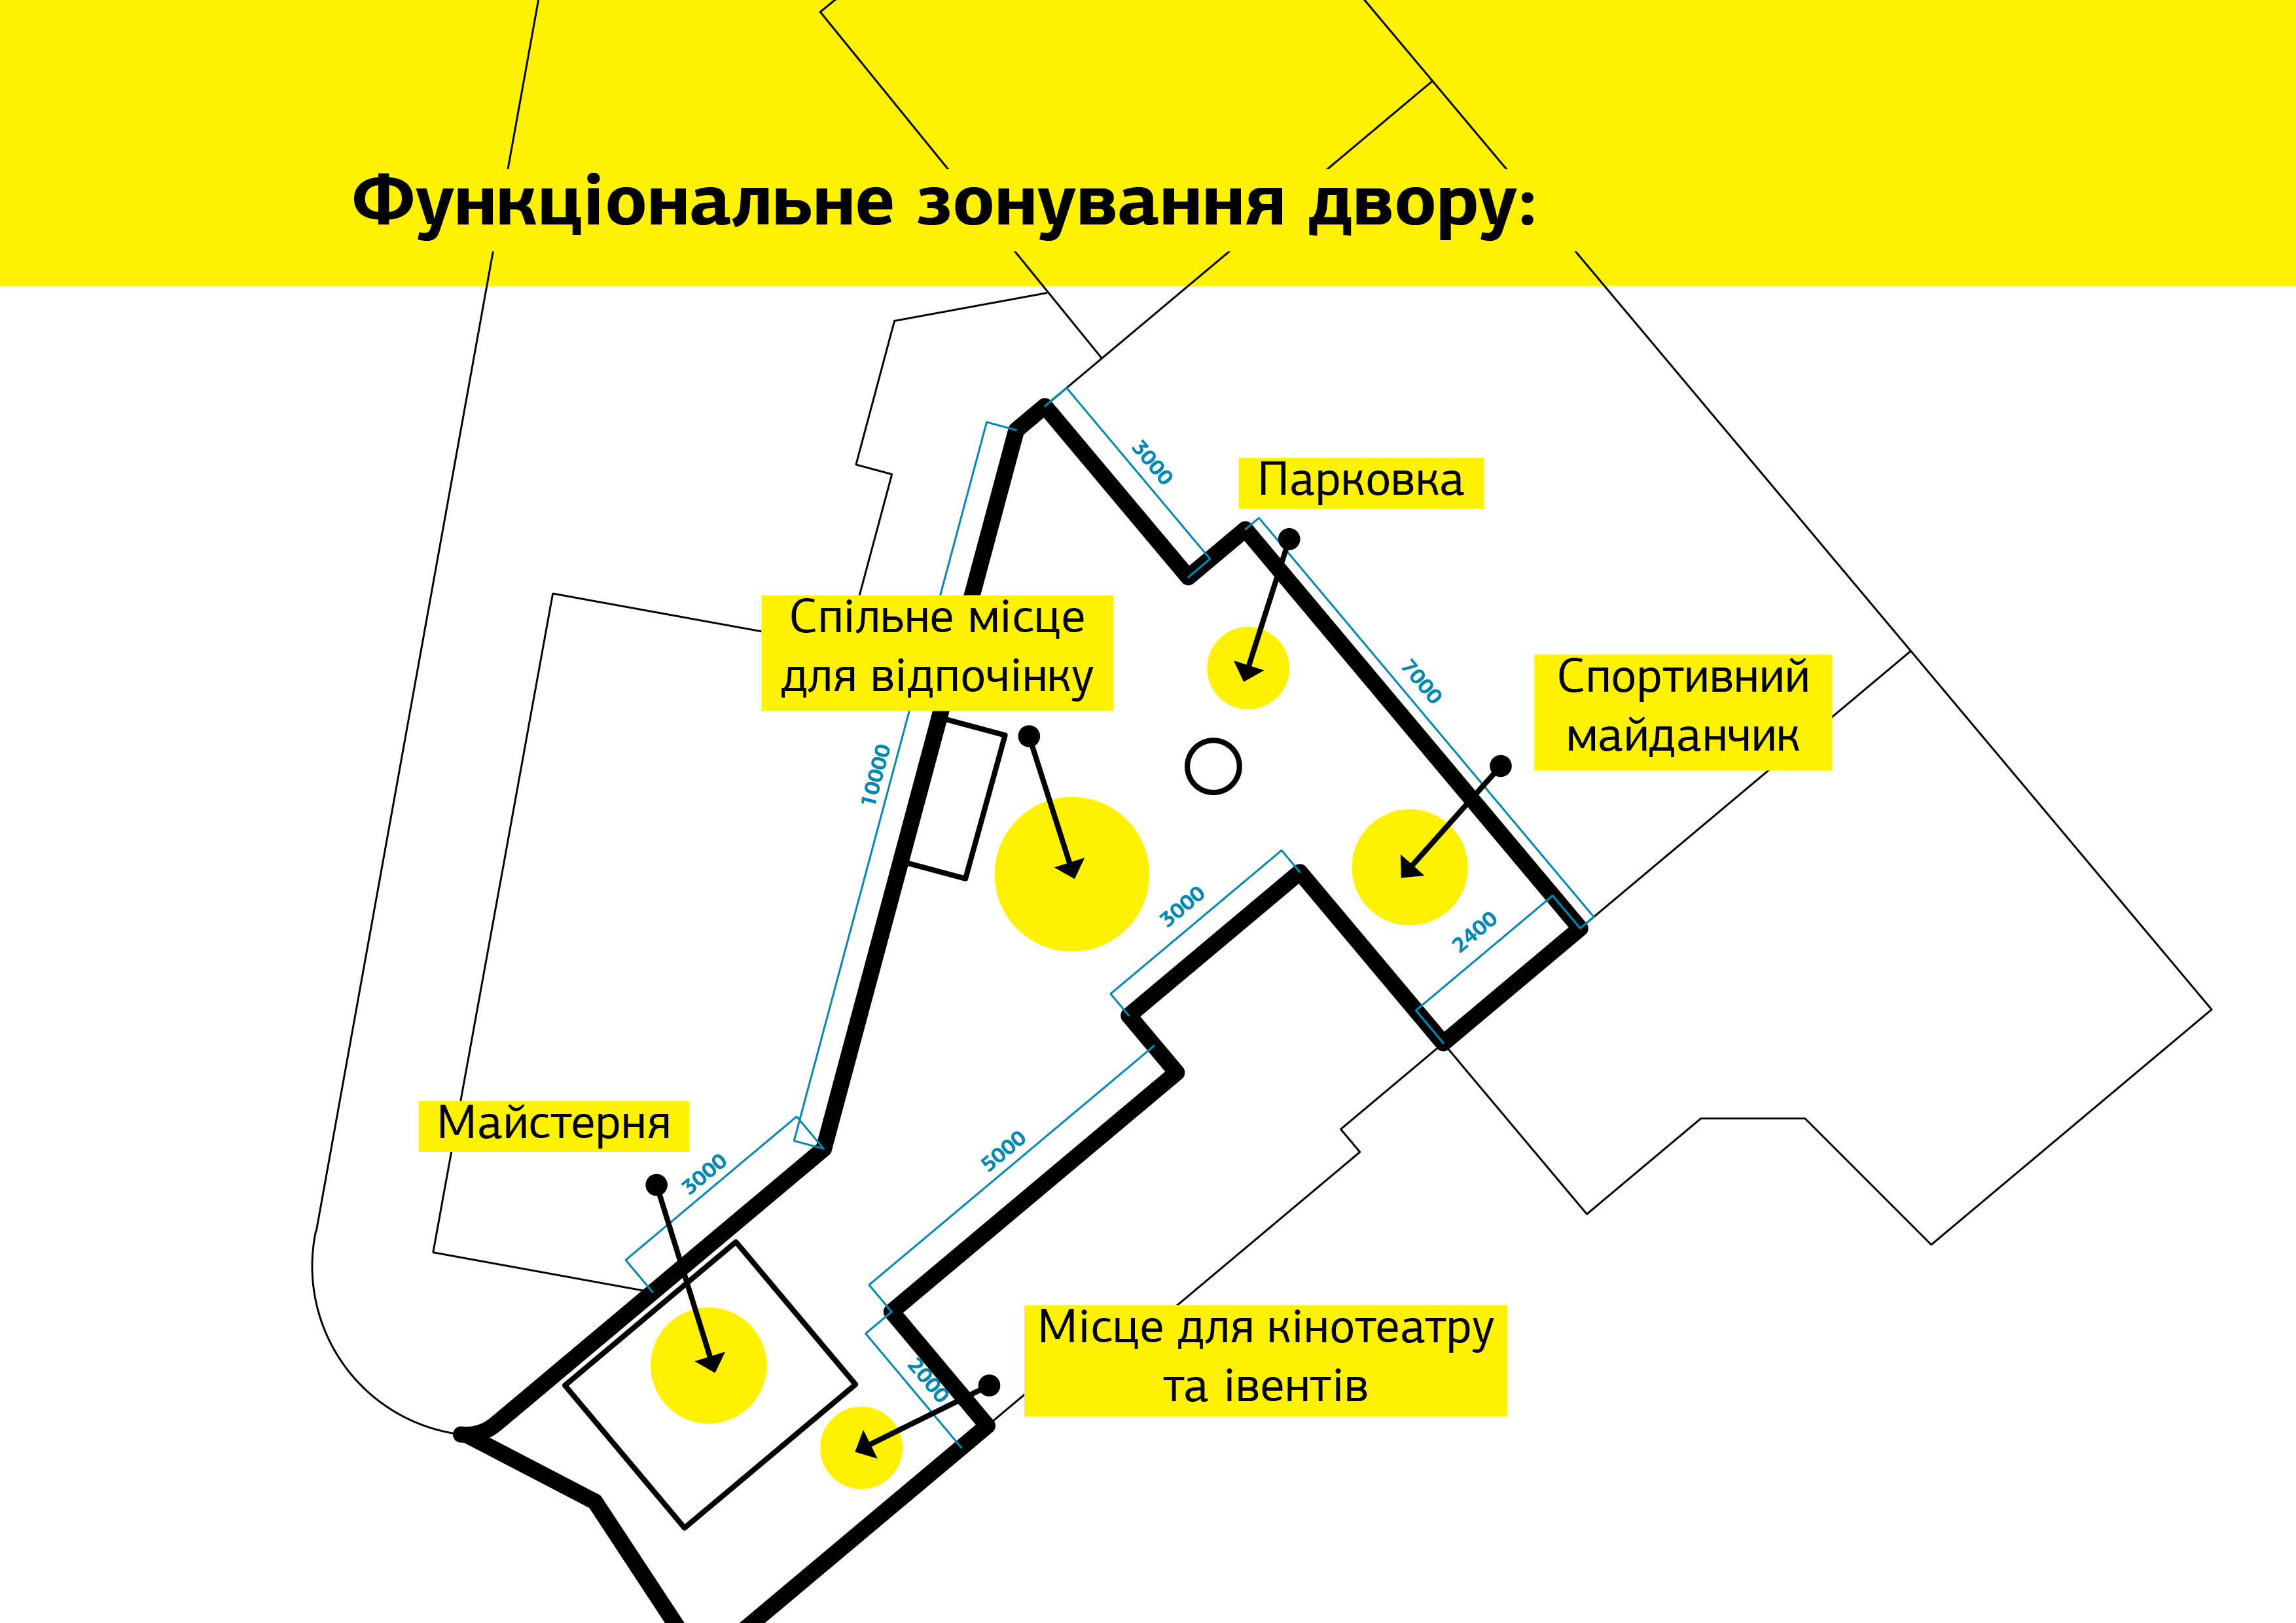 Функціональне зонування двору:
3000
Парковка
Спільне місце
для відпочінку
7000
Спортивний
майданчик
10000
3000
2400
Майстерня
3000
5000
Місце для кінотеатру
та івентів
2000